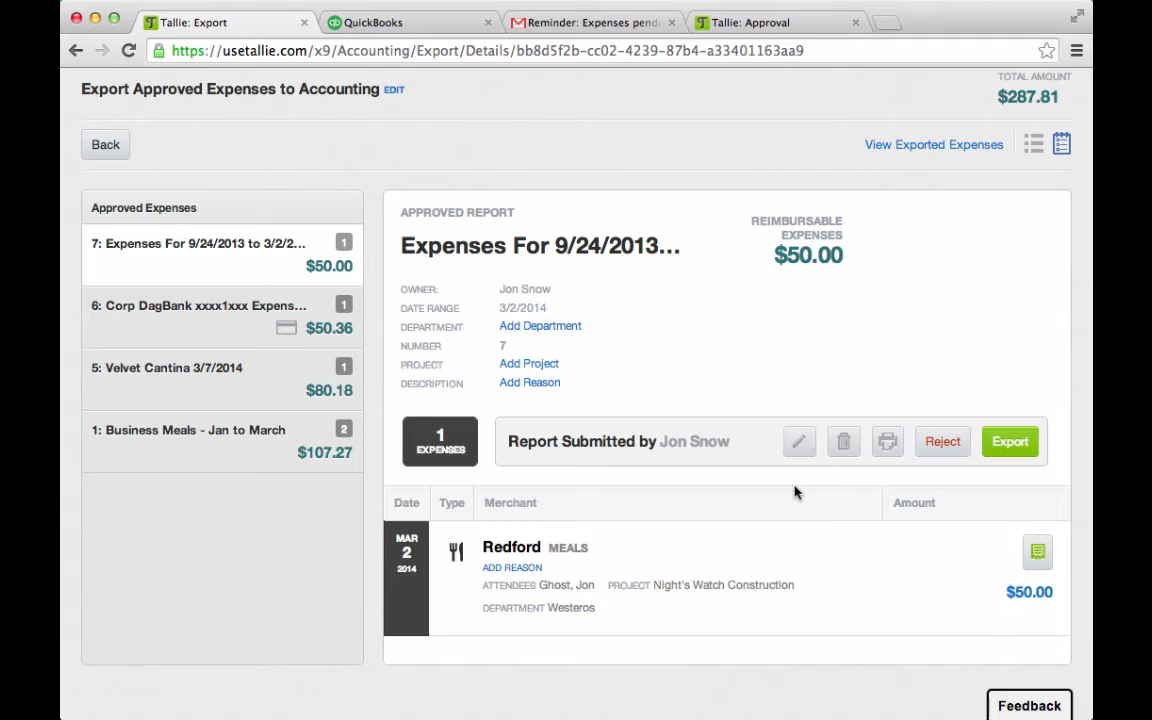 Tallie: Export
QuickBooks
Reminder: Expenses pendi
Tallie: Approval
https://usetallie.com/x9/Accounting/Export/Details/bb8d5f2b-cc02-4239-87b4-a33401163aa9
Export Approved Expenses to Accounting EDIT
TOTAL AMOUNT
$287.81
Back
View Exported Expenses
Approved Expenses
7: Expenses For 9/24/2013 to 3/2/2... 1
$50.00
6: Corp DagBank xxxx1xxx Expens... 1
$50.36
5: Velvet Cantina 3/7/2014 1
$80.18
1: Business Meals - Jan to March 2
$107.27
APPROVED REPORT
Expenses For 9/24/2013...
REIMBURSABLE
EXPENSES
$50.00
OWNER: Jon Snow
DATE RANGE 3/2/2014
DEPARTMENT Add Department
NUMBER 7
PROJECT Add Project
DESCRIPTION Add Reason
1
EXPENSES
Report Submitted by Jon Snow
Reject
Export
Date Type Merchant Amount
MAR
2
2014
Redford MEALS
ADD REASON
ATTENDEES Ghost, Jon PROJECT Night's Watch Construction
DEPARTMENT Westeros
$50.00
Feedback